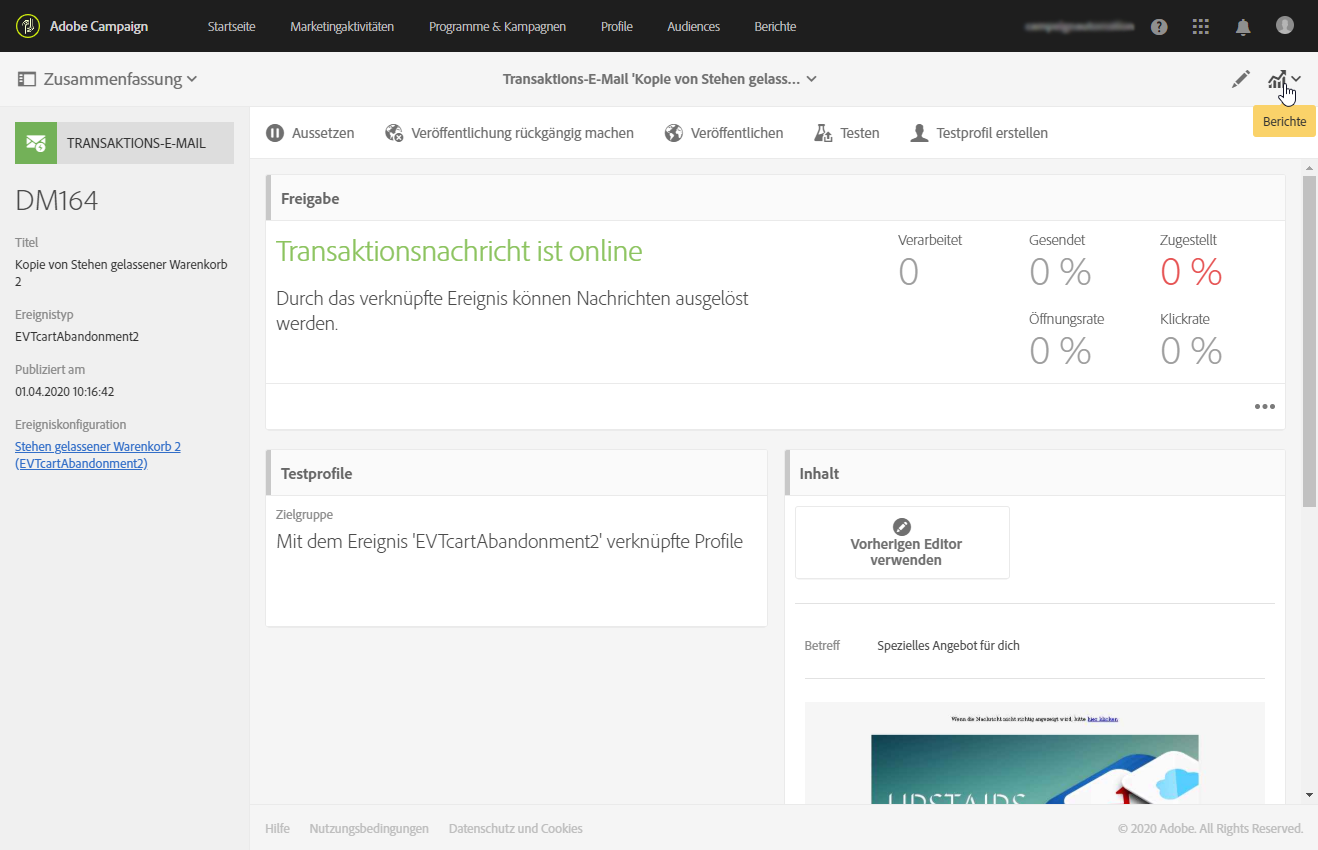 Adobe Campaign
Startseite
Marketingaktivitäten
Programme & Kampagnen
Profile
Audiences
Berichte
Zusammenfassung
Transaktions-E-Mail 'Kopie von Stehen gelass...
Berichte
TRANSAKTIONS-E-MAIL
Aussetzen
Veröffentlichung rückgängig machen
Veröffentlichen
Testen
Testprofil erstellen
DM164
Titel
Kopie von Stehen gelassener Warenkorb
2
Ereignistyp
EVTcartAbandonment2
Publiziert am
01.04.2020 10:16:42
Ereigniskonfiguration
Stehen gelassener Warenkorb 2
(EVTcartAbandonment2)
Freigabe
Transaktionsnachricht ist online
Durch das verknüpfte Ereignis können Nachrichten ausgelöst
werden.
Verarbeitet
0
Gesendet
0 %
Zugestellt
0 %
Öffnungsrate
0 %
Klickrate
0 %
Testprofile
Zielgruppe
Mit dem Ereignis 'EVTcartAbandonment2' verknüpfte Profile
Inhalt
Vorherigen Editor
verwenden
Betreff
Spezielles Angebot für dich
Wenn die Nachricht nicht richtig angezeigt wird, bitte hier klicken
UPSTAIRS
Hilfe
Nutzungsbedingungen
Datenschutz und Cookies
© 2020 Adobe. All Rights Reserved.